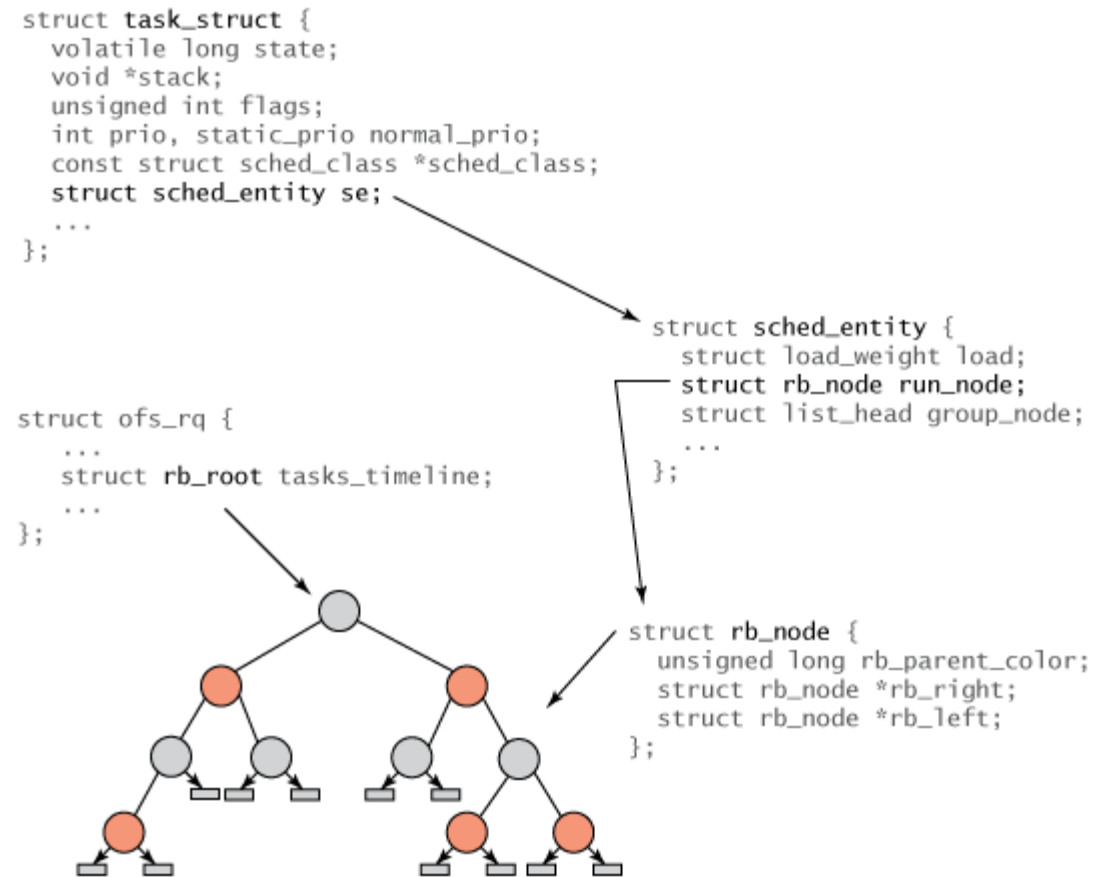 struct task_struct {
volatile long state;
void *stack;
unsigned int flags;
int prio, static_prio normal_prio;
const struct sched_class *sched_class;
struct sched_entity se;
...
};
struct sched_entity {
struct load_weight load;
struct rb_node run_node;
struct list_head group_node;
...
};
struct ofs_rq {
...
struct rb_root tasks_timeline;
...
};
struct rb_node {
unsigned long rb_parent_color;
struct rb_node *rb_right;
struct rb_node *rb_left;
};